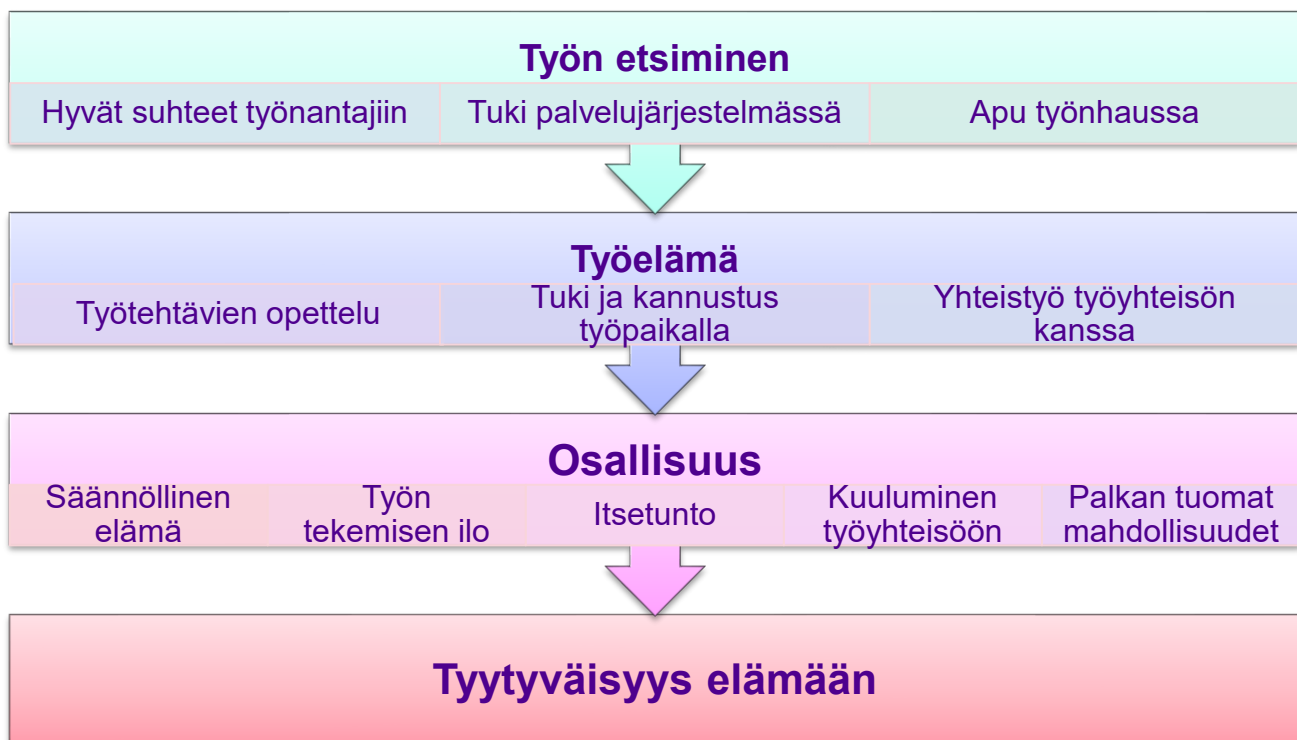 Työn etsiminen
Hyvät suhteet työnantajiin
Tuki palvelujärjestelmässä
Apu työnhaussa
Työelämä
Työtehtävien opettelu
Tuki ja kannustus
työpaikalla
Yhteistyö työyhteisön
kanssa
Osallisuus
Säännöllinen
elämä
Työn
tekemisen ilo
Itsetunto
Kuuluminen
työyhteisöön
Palkan tuomat
mahdollisuudet
Tyytyväisyys elämään